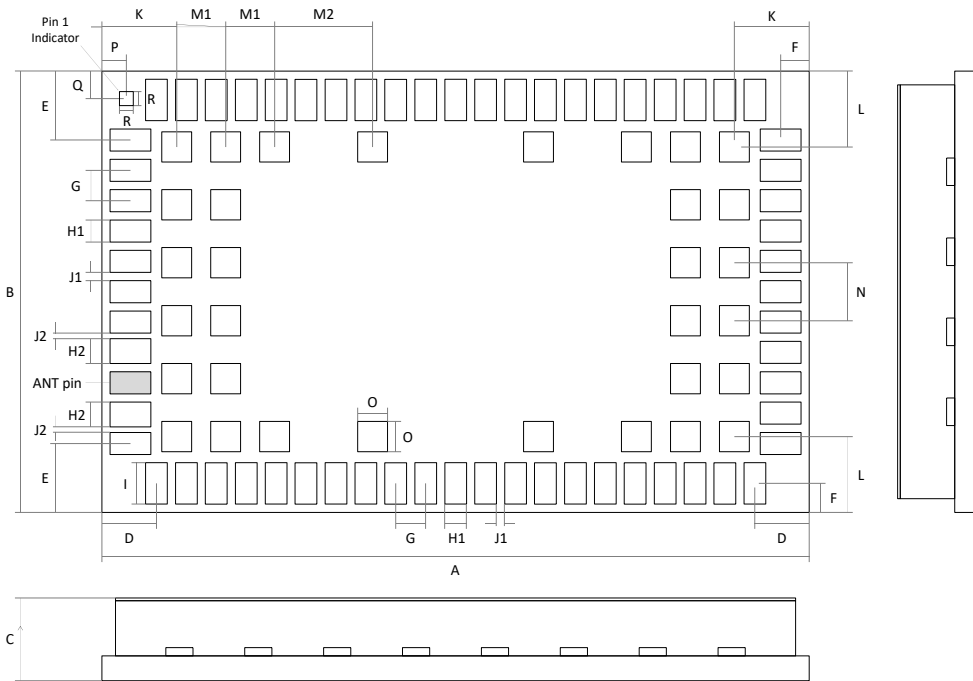 Pin 1
Indicator
K M1 M1 M2 K
P F
Q
E R L
R
G
H1
J1 N
B
J2
H2
ANT pin
H2 O
J2 O
E I L
F
D G H1 J1 D
A
C